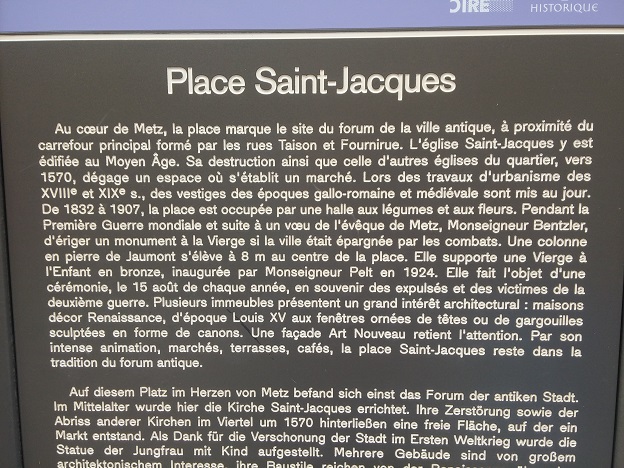 HISTORIQUE
Place Saint-Jacques
Au cœur de Metz, la place marque le site du forum de la ville antique, à proximité du
carrefour principal formé par les rues Taison et Fournirue. L'église Saint-Jacques y est
édifiée au Moyen Âge. Sa destruction ainsi que celle d'autres églises du quartier, vers
1570, dégage un espace où s'établit un marché. Lors des travaux d'urbanisme des
XVIIIe et XIXe s., des vestiges des époques gallo-romaine et médiévale sont mis au jour.
De 1832 à 1907, la place est occupée par une halle aux légumes et aux fleurs. Pendant la
Première Guerre mondiale et suite à un vœu de l'évêque de Metz, Monseigneur Bentzler,
d'ériger un monument à la Vierge si la ville était épargnée par les combats. Une colonne
en pierre de Jaumont s'élève à 8 m au centre de la place. Elle supporte une Vierge à
l'Enfant en bronze, inaugurée par Monseigneur Pelt en 1924. Elle fait l'objet d'une
cérémonie, le 15 août de chaque année, en souvenir des expulsés et des victimes de la
deuxième guerre. Plusieurs immeubles présentent un grand intérêt architectural : maisons
décor Renaissance, d'époque Louis XV aux fenêtres ornées de têtes ou de gargouilles
sculptées en forme de canons. Une façade Art Nouveau retient l'attention. Par son
intense animation, marchés, terrasses, cafés, la place Saint-Jacques reste dans la
tradition du forum antique.
Auf diesem Platz im Herzen von Metz befand sich einst das Forum der antiken Stadt.
Im Mittelalter wurde hier die Kirche Saint-Jacques errichtet. Ihre Zerstörung sowie der
Abriss anderer Kirchen im Viertel um 1570 hinterließen eine freie Fläche, auf der ein
Markt entstand. Als Dank für die Verschonung der Stadt im Ersten Weltkrieg wurde die
Statue der Jungfrau mit Kind aufgestellt. Mehrere Gebäude sind von großem
architektonischem Interesse, ihre Baustile reichen von der